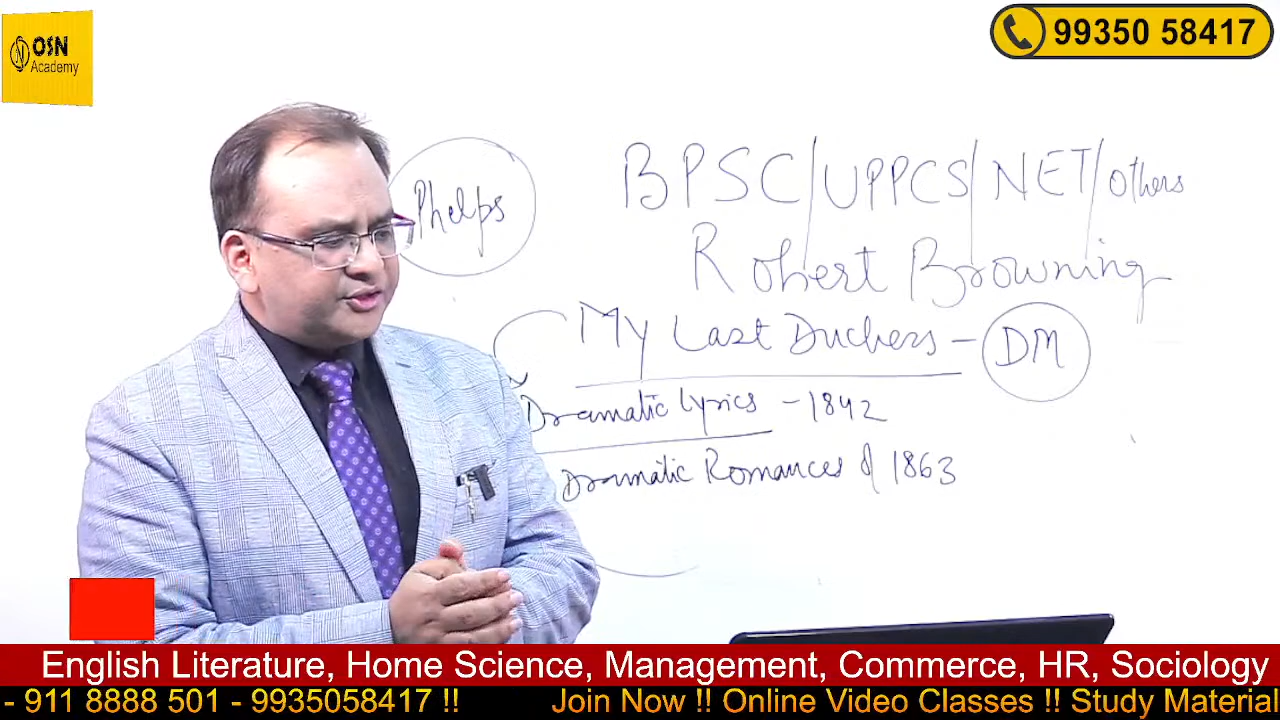 OSN
Academy
99350 58417
Phelps
BPSC/UPPCS/NET/others
Robert Browning
My Last Duchess - DM
Dramatic Lyrics - 1842
Dramatic Romances of 1863
English Literature, Home Science, Management, Commerce, HR, Sociology
- 911 8888 501 - 9935058417 !! Join Now !! Online Video Classes !! Study Material